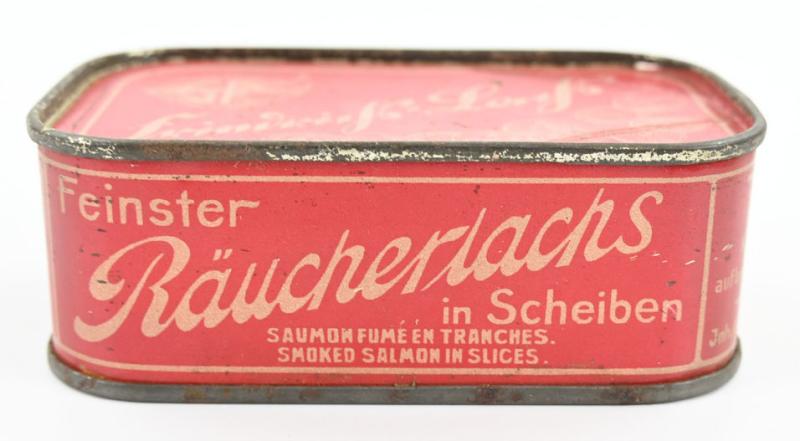 Feinster
Räucherlachs
in Scheiben
SAUMON FUMÉ EN TRANCHES.
SMOKED SALMON IN SLICES.